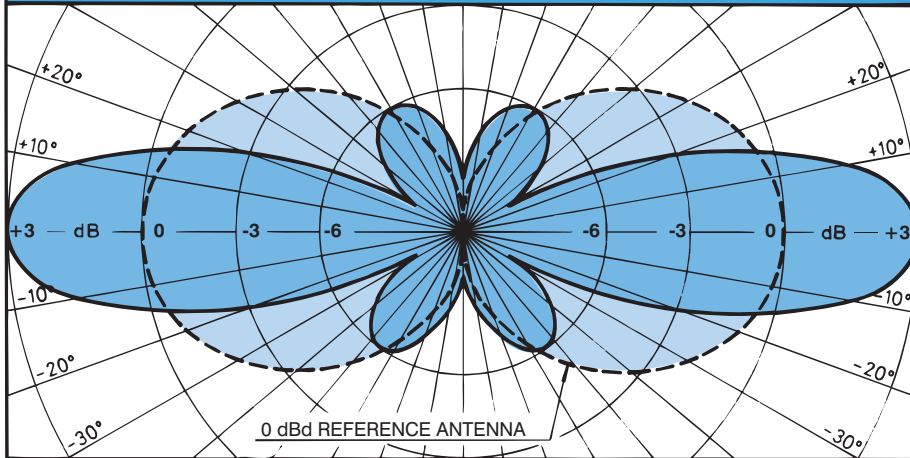 +20° +20°
+10° +10°
+3 dB 0 -3 -6 -6 -3 0 dB +3
-10° -10°
-20° -20°
-30° -30°
0 dBd REFERENCE ANTENNA